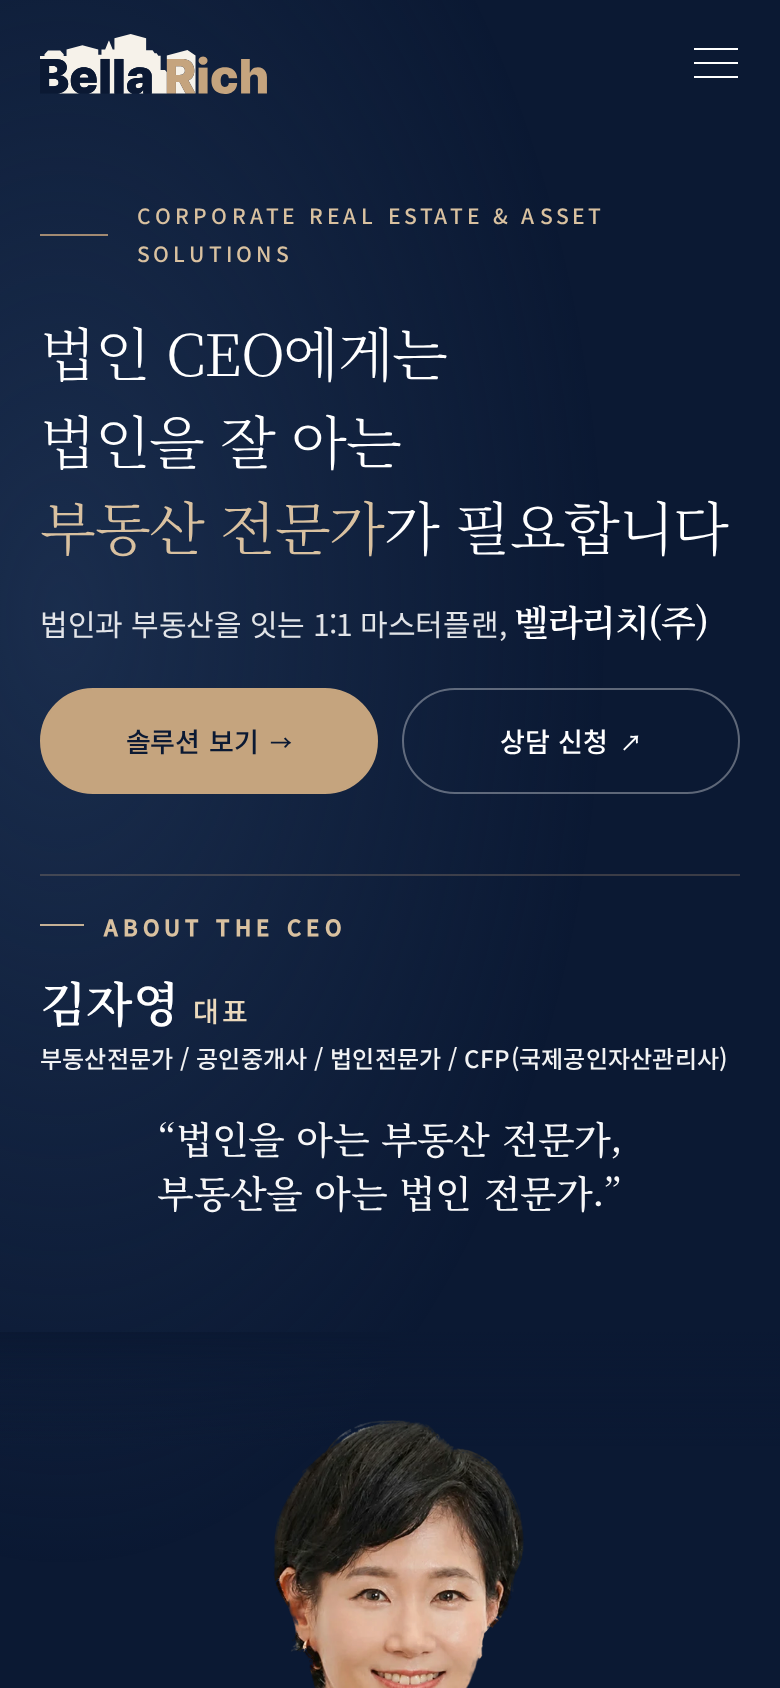 Bella Rich
CORPORATE REAL ESTATE & ASSET
SOLUTIONS
법인 CEO에게는
법인을 잘 아는
부동산 전문가가 필요합니다
법인과 부동산을 잇는 1:1 마스터플랜, 벨라리치(주)
솔루션 보기 →
상담 신청 ↗
ABOUT THE CEO
김자영 대표
부동산전문가 / 공인중개사 / 법인전문가 / CFP(국제공인자산관리사)
“법인을 아는 부동산 전문가,
부동산을 아는 법인 전문가.”